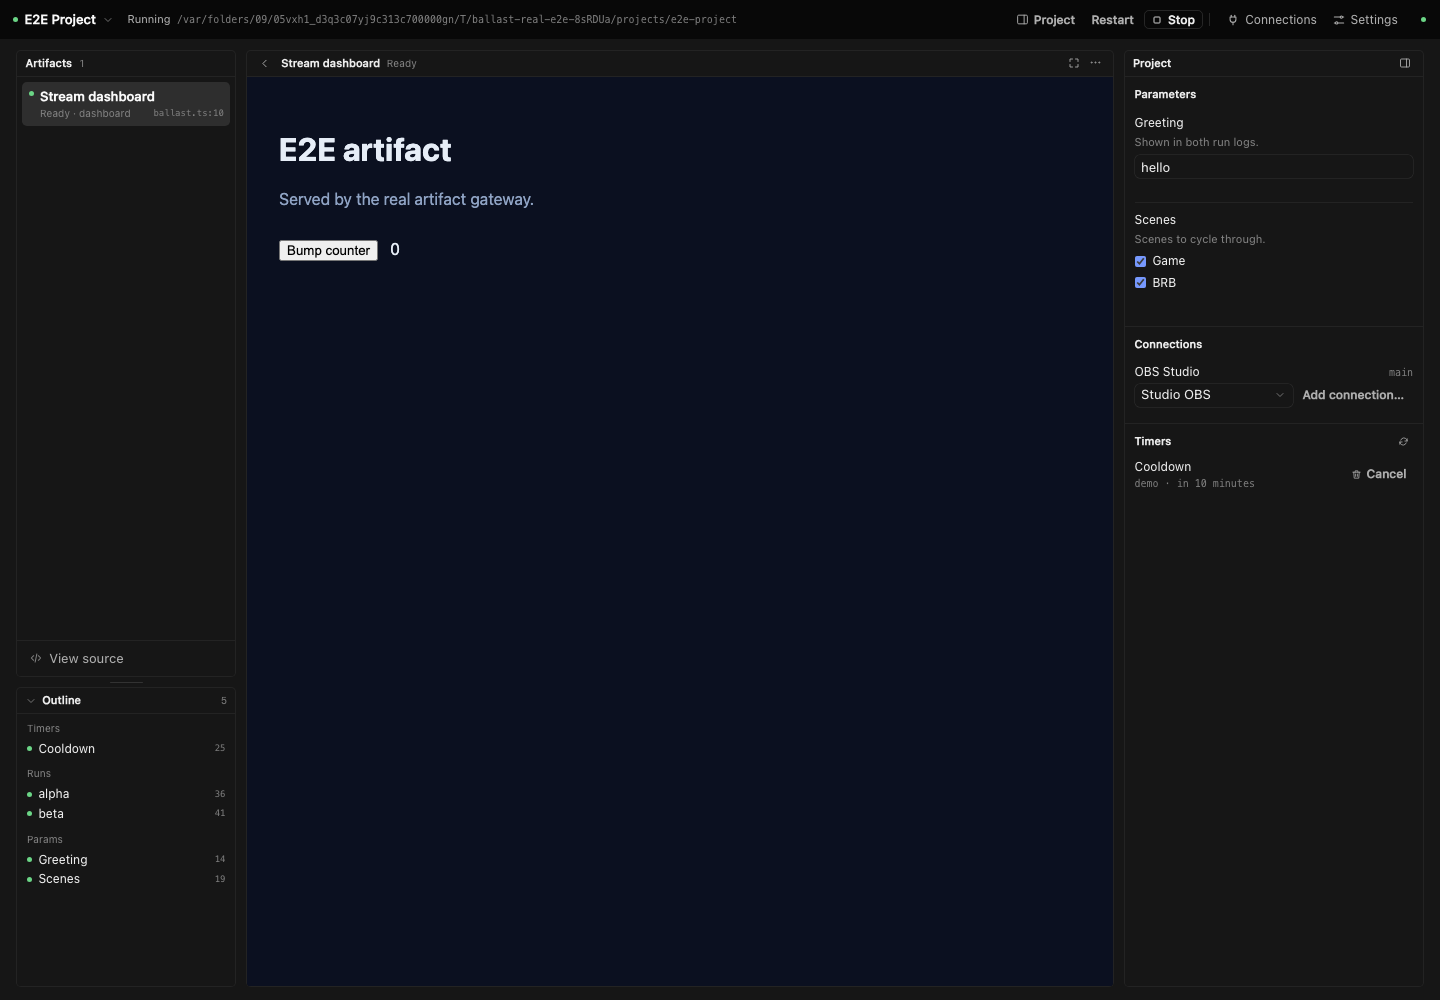 E2E Project Running /var/folders/09/05vxh1_d3q3c07yj9c313c700000gn/T/ballast-real-e2e-8sRDUa/projects/e2e-project Project Restart Stop Connections Settings
Artifacts 1
Stream dashboard
Ready · dashboard ballast.ts:10
View source
Outline 5
Timers
Cooldown 25
Runs
alpha 36
beta 41
Params
Greeting 14
Scenes 19
Stream dashboard Ready
E2E artifact
Served by the real artifact gateway.
Bump counter 0
Project
Parameters
Greeting
Shown in both run logs.
hello
Scenes
Scenes to cycle through.
Game
BRB
Connections
OBS Studio main
Studio OBS Add connection...
Timers
Cooldown
demo · in 10 minutes Cancel